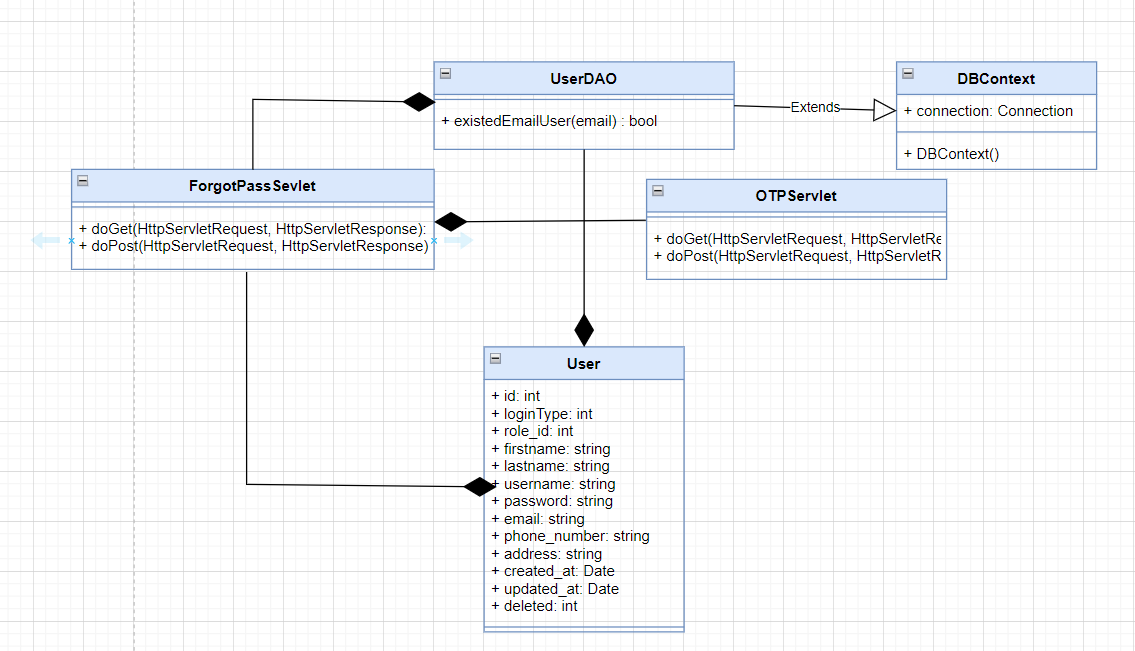 UserDAO
+ existedEmailUser(email) : bool
Extends
DBContext
+ connection: Connection
+ DBContext()
ForgotPassSevlet
+ doGet(HttpServletRequest, HttpServletResponse):
+ doPost(HttpServletRequest, HttpServletResponse)
OTPServlet
+ doGet(HttpServletRequest, HttpServletRe
+ doPost(HttpServletRequest, HttpServletR
User
+ id: int
+ loginType: int
+ role_id: int
+ firstname: string
+ lastname: string
+ username: string
+ password: string
+ email: string
+ phone_number: string
+ address: string
+ created_at: Date
+ updated_at: Date
+ deleted: int